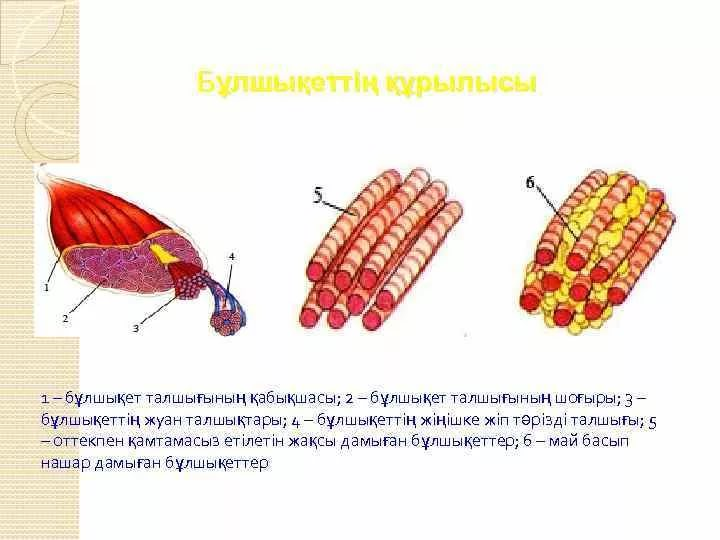 Бұлшықеттің құрылысы
5
6
4
1
2
3
1 – бұлшықет талшығының қабықшасы; 2 – бұлшықет талшығының шоғыры; 3 –
бұлшықеттің жуан талшықтары; 4 – бұлшықеттің жіңішке жіп тәрізді талшығы; 5
– оттекпен қамтамасыз етілетін жақсы дамыған бұлшықеттер; 6 – май басып
нашар дамыған бұлшықеттер